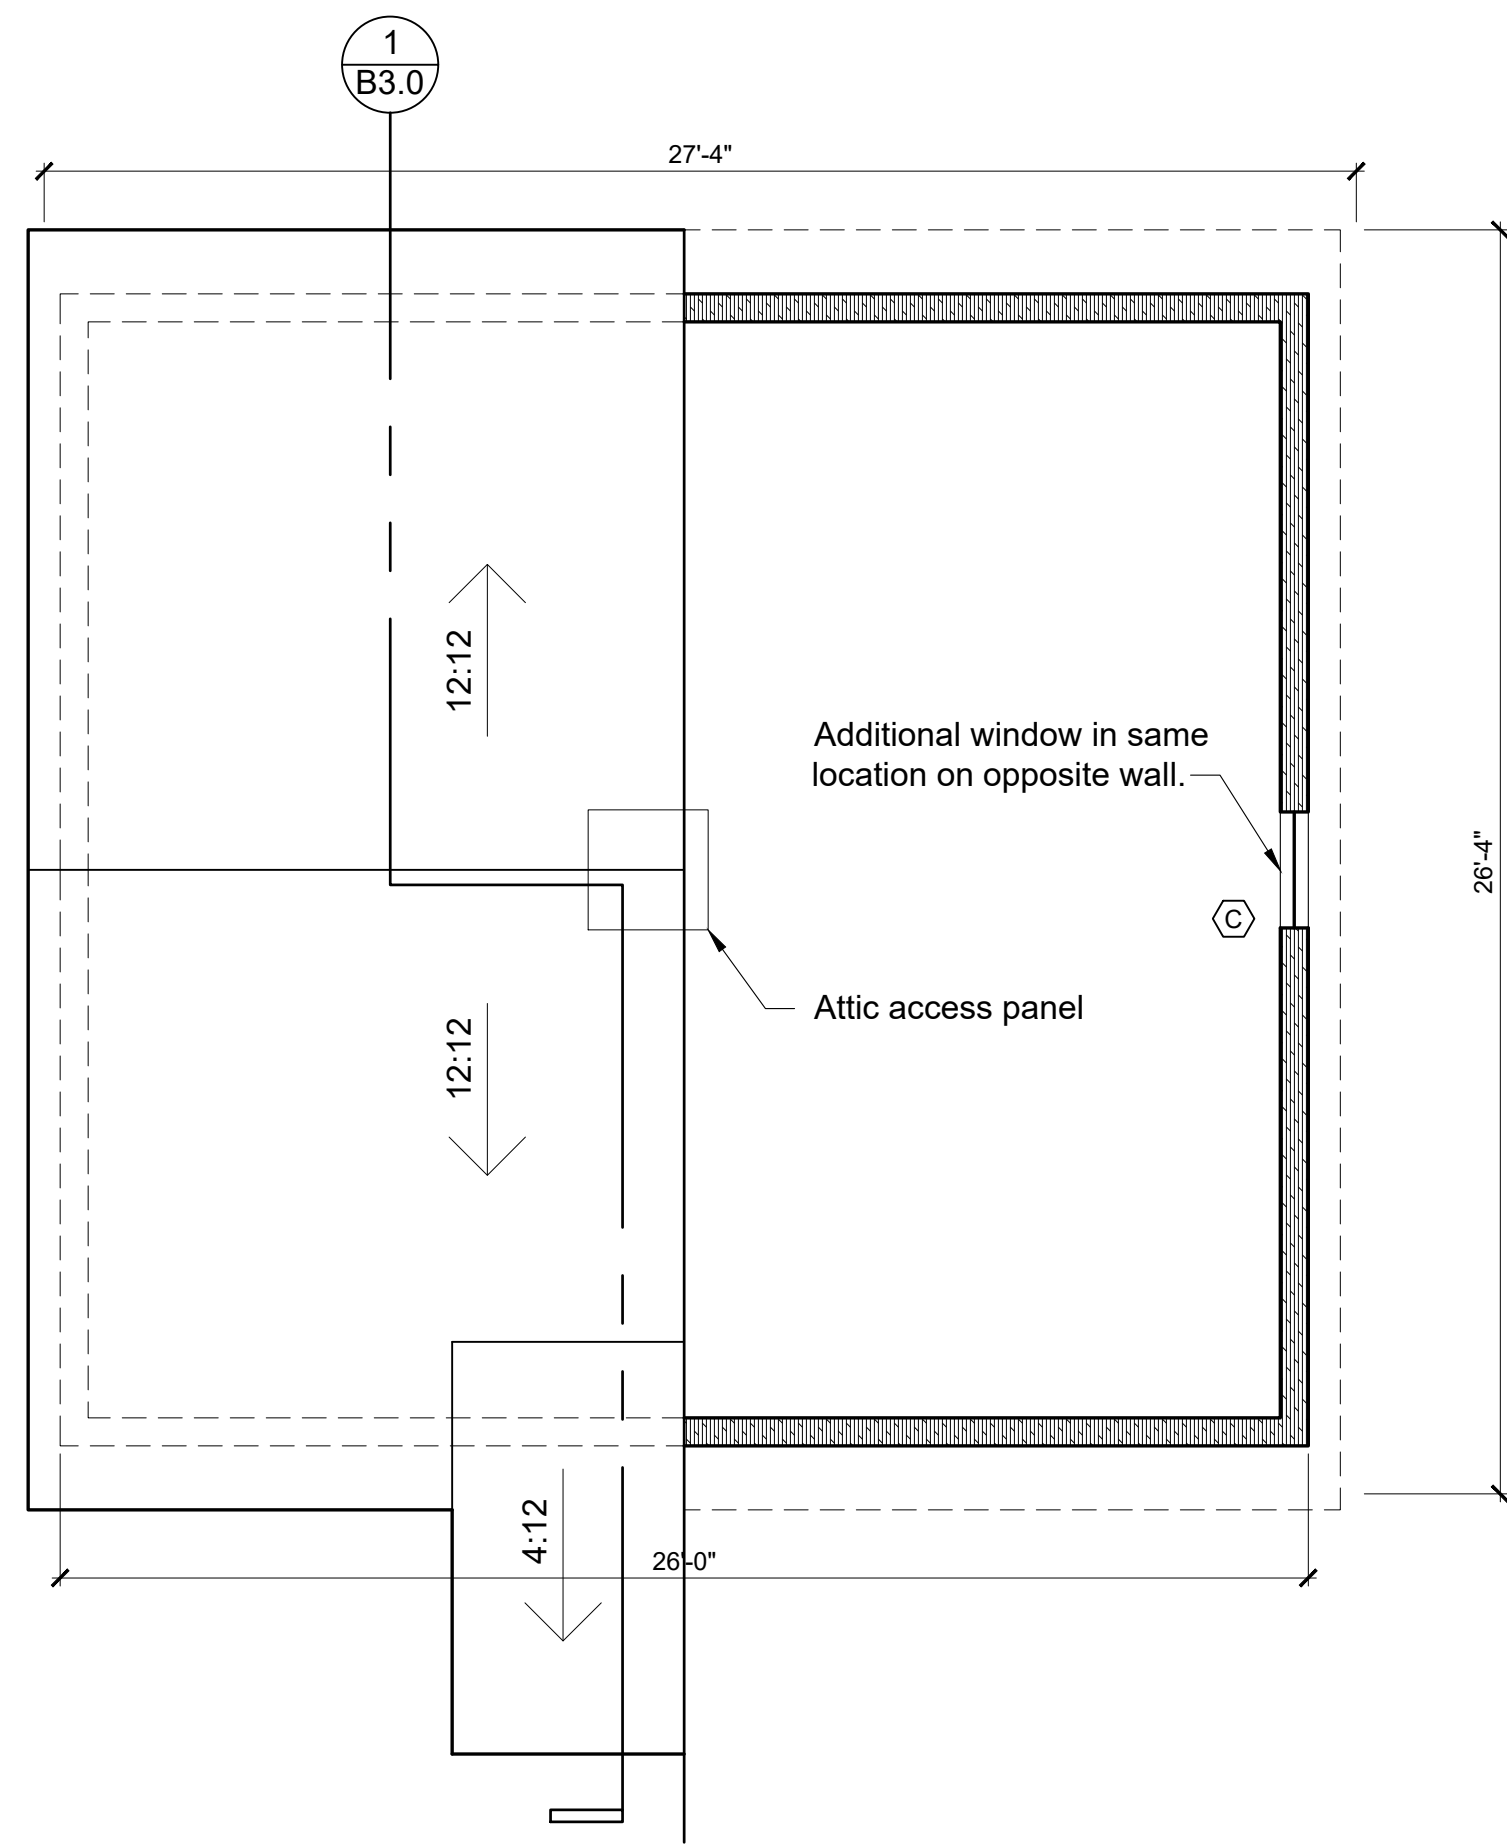 1
B3.0
27'-4"
12:12
Additional window in same
location on opposite wall.
26'-4"
C
Attic access panel
12:12
4:12
26'-0"